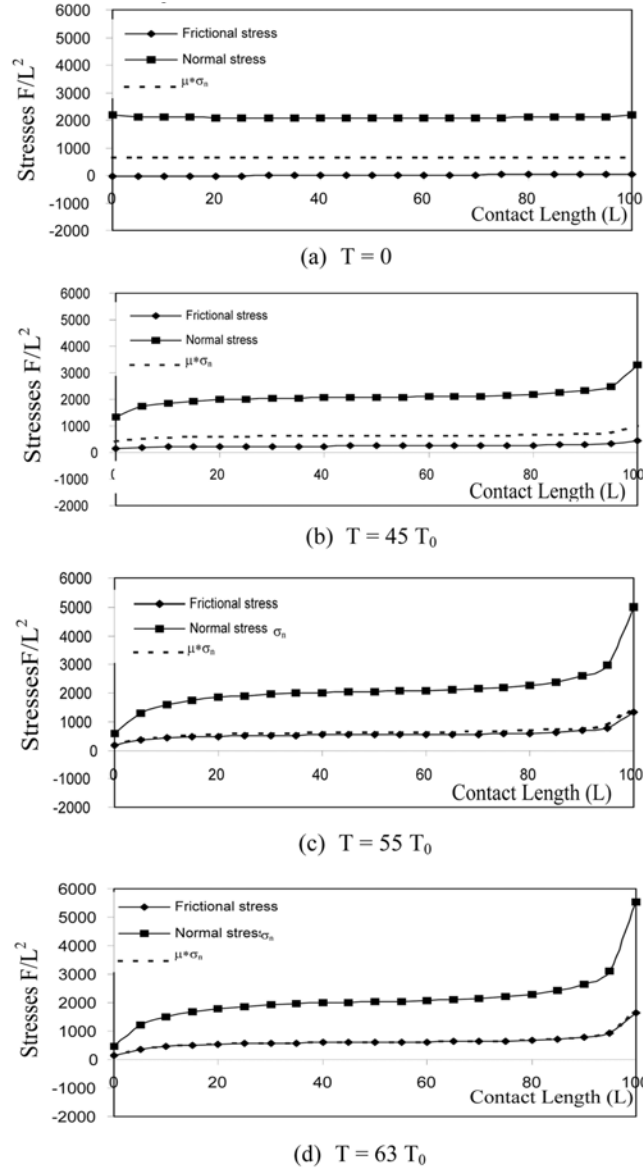 Stresses F/L²
6000
5000
4000
3000
2000
1000
0
-1000
-2000
Frictional stress
Normal stress
μ*σₙ
0 20 40 60 80 100
Contact Length (L)
(a) T = 0
Stresses F/L²
6000
5000
4000
3000
2000
1000
0
-1000
-2000
Frictional stress
Normal stress
μ*σₙ
0 20 40 60 80 100
Contact Length (L)
(b) T = 45 T₀
StressesF/L²
6000
5000
4000
3000
2000
1000
0
-1000
-2000
Frictional stress
Normal stress σₙ
μ*σₙ
0 20 40 60 80 100
Contact Length (L)
(c) T = 55 T₀
Stresses F/L²
6000
5000
4000
3000
2000
1000
0
-1000
-2000
Frictional stress
Normal stress σₙ
μ*σₙ
0 20 40 60 80 100
Contact Length (L)
(d) T = 63 T₀